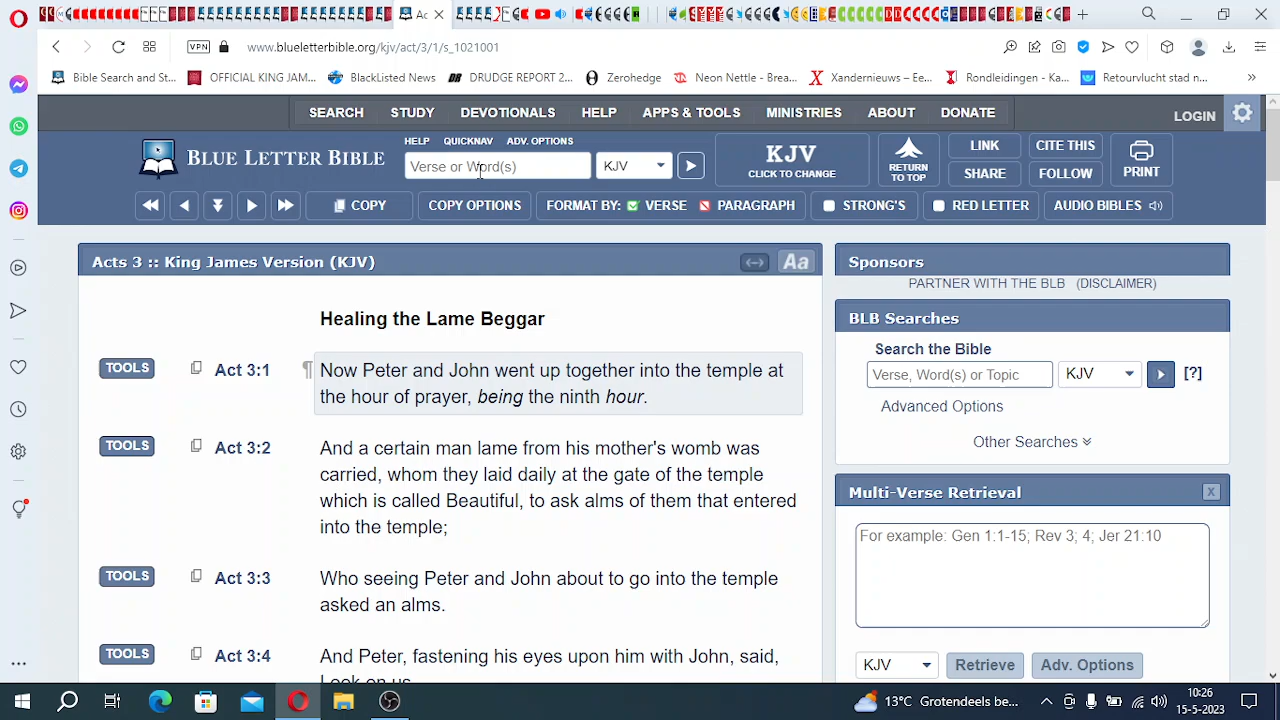 Ac
VPN
www.blueletterbible.org/kjv/act/3/1/s_1021001
Bible Search and St...
OFFICIAL KING JAM...
BlackListed News
DRUDGE REPORT 2...
Zerohedge
Neon Nettle - Brea...
Xandernieuws – Ee...
Rondleidingen - Ka...
Retourvlucht stad n...
SEARCH STUDY DEVOTIONALS HELP APPS & TOOLS MINISTRIES ABOUT DONATE LOGIN
HELP QUICKNAV ADV. OPTIONS
BLUE LETTER BIBLE
Verse or Word(s)
KJV
KJV
CLICK TO CHANGE
RETURN
TO TOP
LINK
CITE THIS
SHARE
FOLLOW
PRINT
COPY
COPY OPTIONS
FORMAT BY: VERSE PARAGRAPH
STRONG'S
RED LETTER
AUDIO BIBLES
Acts 3 :: King James Version (KJV)
Aa
Healing the Lame Beggar
TOOLS Act 3:1 ¶ Now Peter and John went up together into the temple at
the hour of prayer, being the ninth hour.
TOOLS Act 3:2 And a certain man lame from his mother's womb was
carried, whom they laid daily at the gate of the temple
which is called Beautiful, to ask alms of them that entered
into the temple;
TOOLS Act 3:3 Who seeing Peter and John about to go into the temple
asked an alms.
TOOLS Act 3:4 And Peter, fastening his eyes upon him with John, said,
Look on us.
Sponsors
PARTNER WITH THE BLB (DISCLAIMER)
BLB Searches
Search the Bible
Verse, Word(s) or Topic
KJV
[?]
Advanced Options
Other Searches
Multi-Verse Retrieval
X
For example: Gen 1:1-15; Rev 3; 4; Jer 21:10
KJV
Retrieve
Adv. Options
13°C Grotendeels be...
10:26
15-5-2023